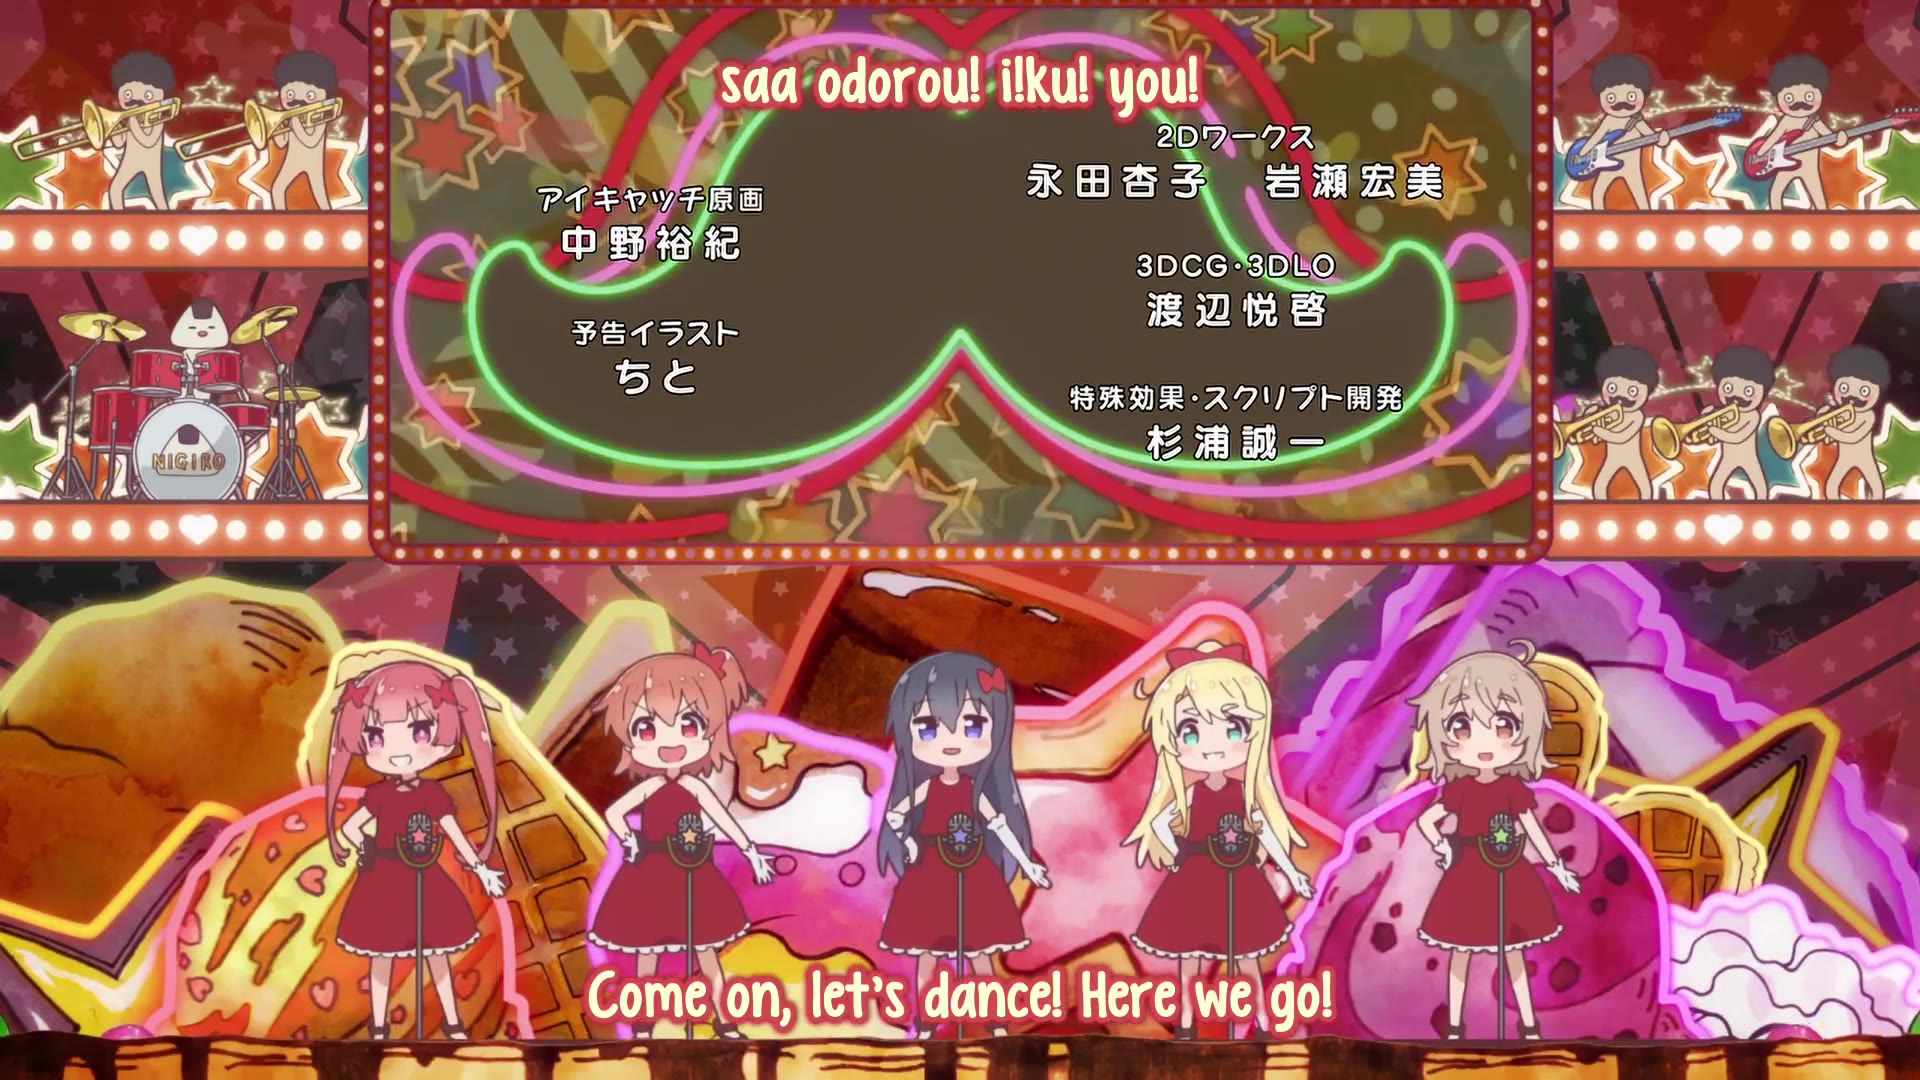 saa odorou! i!ku! you!
アイキャッチ原画
中野裕紀
予告イラスト
ちと
2Dワークス
永田杏子 岩瀬宏美
3DCG・3DLO
渡辺悦啓
特殊効果・スクリプト開発
杉浦誠一
NIGIRO
Come on, let's dance! Here we go!